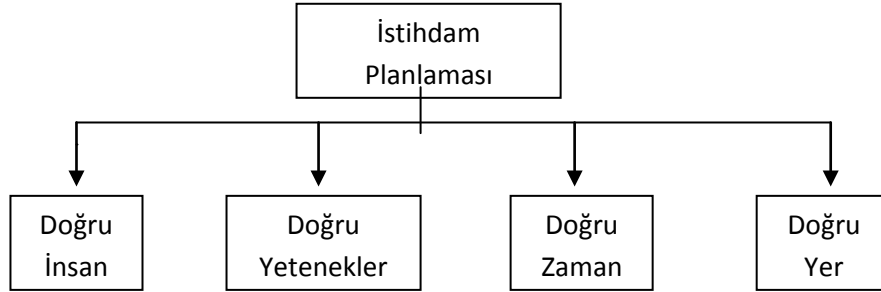 İstihdam
Planlaması
Doğru
İnsan
Doğru
Yetenekler
Doğru
Zaman
Doğru
Yer